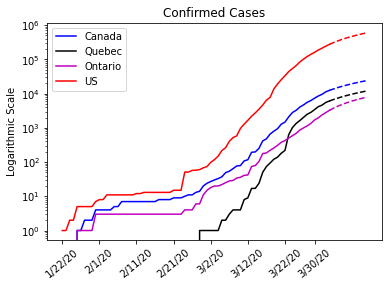 Confirmed Cases
Logarithmic Scale
10⁶
10⁵
10⁴
10³
10²
10¹
10⁰
Canada
Quebec
Ontario
US
1/22/20
2/1/20
2/11/20
2/21/20
3/2/20
3/12/20
3/22/20
3/30/20